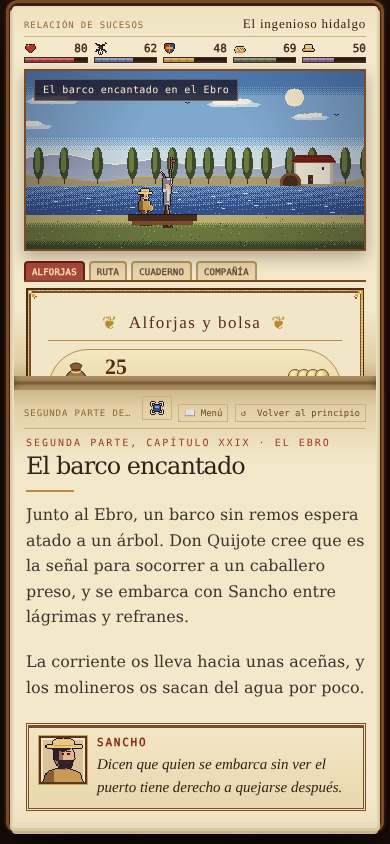 RELACIÓN DE SUCESOS
El ingenioso hidalgo
80 62 48 69 50
El barco encantado en el Ebro
ALFORJAS RUTA CUADERNO COMPAÑÍA
Alforjas y bolsa
25
SEGUNDA PARTE DE…
Menú
↺ Volver al principio
SEGUNDA PARTE, CAPÍTULO XXIX · EL EBRO
El barco encantado
Junto al Ebro, un barco sin remos espera
atado a un árbol. Don Quijote cree que es
la señal para socorrer a un caballero
preso, y se embarca con Sancho entre
lágrimas y refranes.
La corriente os lleva hacia unas aceñas, y
los molineros os sacan del agua por poco.
SANCHO
Dicen que quien se embarca sin ver el
puerto tiene derecho a quejarse después.